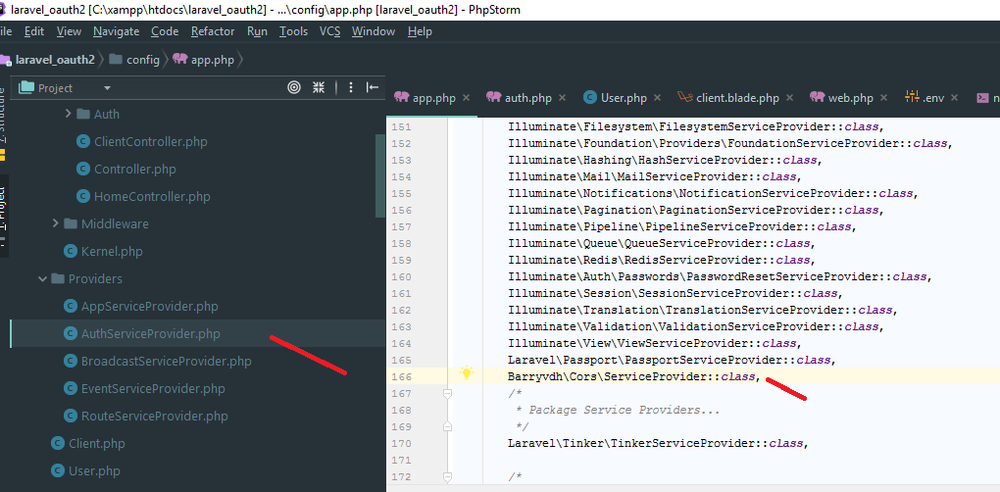 laravel_oauth2 [C:\xampp\htdocs\laravel_oauth2] - ...\config\app.php [laravel_oauth2] - PhpStorm
ile Edit View Navigate Code Refactor Run Tools VCS Window Help
laravel_oauth2 config app.php
Project
app.php auth.php User.php client.blade.php web.php .env
Auth
ClientController.php
Controller.php
HomeController.php
Middleware
Kernel.php
Providers
AppServiceProvider.php
AuthServiceProvider.php
BroadcastServiceProvider.php
EventServiceProvider.php
RouteServiceProvider.php
Client.php
User.php
Z: Structure
1: Project
151 Illuminate\Filesystem\FilesystemServiceProvider::class,
152 Illuminate\Foundation\Providers\FoundationServiceProvider::class,
153 Illuminate\Hashing\HashServiceProvider::class,
154 Illuminate\Mail\MailServiceProvider::class,
155 Illuminate\Notifications\NotificationServiceProvider::class,
156 Illuminate\Pagination\PaginationServiceProvider::class,
157 Illuminate\Pipeline\PipelineServiceProvider::class,
158 Illuminate\Queue\QueueServiceProvider::class,
159 Illuminate\Redis\RedisServiceProvider::class,
160 Illuminate\Auth\Passwords\PasswordResetServiceProvider::class,
161 Illuminate\Session\SessionServiceProvider::class,
162 Illuminate\Translation\TranslationServiceProvider::class,
163 Illuminate\Validation\ValidationServiceProvider::class,
164 Illuminate\View\ViewServiceProvider::class,
165 Laravel\Passport\PassportServiceProvider::class,
166 Barryvdh\Cors\ServiceProvider::class,
167 /*
168 * Package Service Providers...
169 */
170 Laravel\Tinker\TinkerServiceProvider::class,
171
172 /*